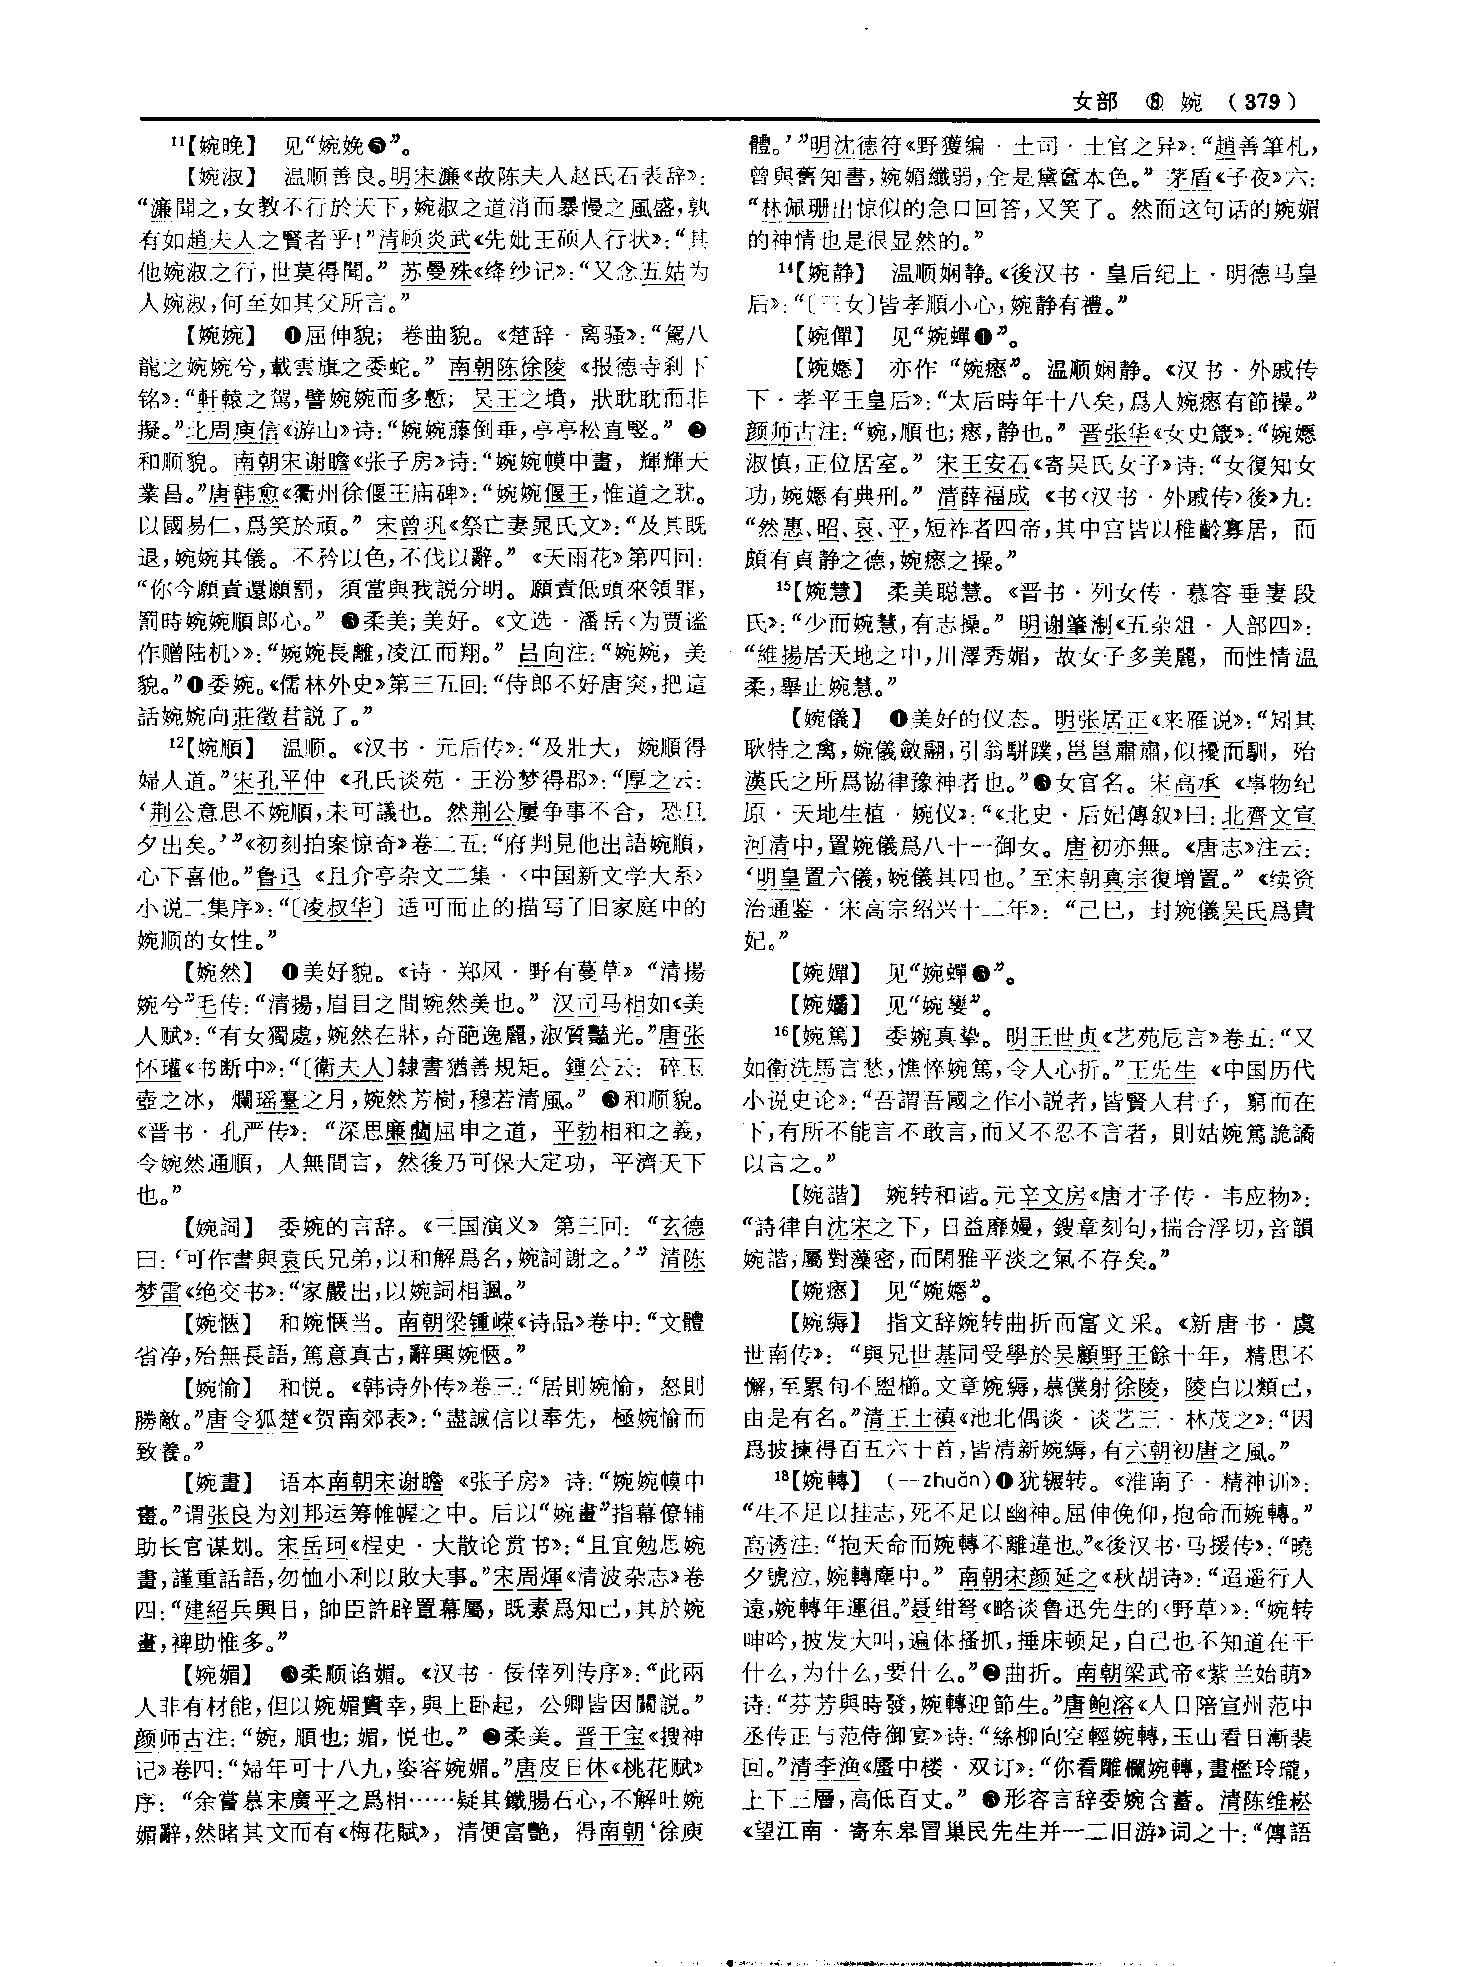 女部 ⑧ 婉 (379)
11【婉晚】 见“婉娩❺”。
【婉淑】 温顺善良。明宋濂《故陈夫人赵氏石表辞》:
“濂聞之,女教不行於天下,婉淑之道消而暴慢之風盛,孰
有如趙夫人之賢者乎!”清顾炎武《先妣王硕人行状》:“其
他婉淑之行,世莫得聞。” 苏曼殊《绛纱记》:“又念五姑为
人婉淑,何至如其父所言。”
【婉婉】 ❶屈伸貌; 卷曲貌。《楚辞·离骚》:“駕八
龍之婉婉兮,載雲旗之委蛇。” 南朝陈徐陵《报德寺刹下
铭》:“軒轅之駕,譬婉婉而多慙; 吴王之墳, 狀耽耽而非
擬。”北周庾信《游山》诗:“婉婉藤倒垂,亭亭松直竪。” ❷
和顺貌。南朝宋谢瞻《张子房》诗:“婉婉幙中畫, 輝輝天
業昌。”唐韩愈《衢州徐偃王庙碑》:“婉婉偃王,惟道之耽。
以國易仁,爲笑於頑。” 宋曾巩《祭亡妻晁氏文》:“及其既
退,婉婉其儀。不矜以色,不伐以辭。” 《天雨花》第四回:
“你今願責還願罰, 須當與我説分明。願責低頭來領罪,
罰時婉婉順郎心。” ❸柔美;美好。《文选·潘岳〈为贾谧
作赠陆机〉》:“婉婉長離,凌江而翔。” 吕向注:“婉婉, 美
貌。”❹委婉。《儒林外史》第三五回:“侍郎不好唐突,把這
話婉婉向莊徵君説了。”
12【婉順】 温顺。《汉书·元后传》:“及壯大, 婉順得
婦人道。”宋孔平仲《孔氏谈苑·王汾梦得郡》:“厚之云:
‘荆公意思不婉順,未可議也。然荆公屢争事不合, 恐旦
夕出矣。’”《初刻拍案惊奇》卷二五:“府判見他出語婉順,
心下喜他。”鲁迅《且介亭杂文二集·〈中国新文学大系〉
小说二集序》:“〔凌叔华〕适可而止的描写了旧家庭中的
婉顺的女性。”
【婉然】 ❶美好貌。《诗·郑风·野有蔓草》“清揚
婉兮”毛传:“清揚,眉目之間婉然美也。” 汉司马相如《美
人赋》:“有女獨處,婉然在牀,奇葩逸麗,淑質豔光。”唐张
怀瓘《书断中》:“〔衛夫人〕隸書猶善規矩。鍾公云: 碎玉
壺之冰, 爛瑶臺之月,婉然芳樹,穆若清風。” ❷和顺貌。
《晋书·孔严传》: “深思廉藺屈申之道, 平勃相和之義,
令婉然通順, 人無間言, 然後乃可保大定功, 平濟天下
也。”
【婉詞】 委婉的言辞。《三国演义》第三回: “玄德
曰: ‘可作書與袁氏兄弟,以和解爲名,婉詞謝之。’” 清陈
梦雷《绝交书》:“家嚴出,以婉詞相諷。”
【婉愜】 和婉惬当。南朝梁锺嵘《诗品》卷中:“文體
省净,殆無長語,篤意真古,辭興婉愜。”
【婉愉】 和悦。《韩诗外传》卷三:“居則婉愉, 怒則
勝敵。”唐令狐楚《贺南郊表》:“盡誠信以奉先, 極婉愉而
致養。”
【婉畫】 语本南朝宋谢瞻《张子房》诗:“婉婉幙中
畫。”谓张良为刘邦运筹帷幄之中。后以“婉畫”指幕僚辅
助长官谋划。宋岳珂《桯史·大散论赏书》:“且宜勉思婉
畫,謹重話語,勿恤小利以敗大事。”宋周煇《清波杂志》卷
四:“建紹兵興日, 帥臣許辟置幕屬, 既素爲知己,其於婉
畫,裨助惟多。”
【婉媚】 ❶柔顺谄媚。《汉书·佞倖列传序》:“此兩
人非有材能,但以婉媚貴幸,與上卧起, 公卿皆因關説。”
颜师古注:“婉, 順也; 媚, 悦也。” ❷柔美。晋干宝《搜神
记》卷四:“婦年可十八九,姿容婉媚。”唐皮日休《桃花赋》
序: “余嘗慕宋廣平之爲相……疑其鐵腸石心,不解吐婉
媚辭,然睹其文而有《梅花賦》, 清便富艷, 得南朝‘徐庾
體。’”明沈德符《野獲编·土司·土官之异》:“趙善筆札,
曾與舊知書,婉媚纖弱,全是黛奩本色。” 茅盾《子夜》六:
“林佩珊出惊似的急口回答,又笑了。然而这句话的婉媚
的神情也是很显然的。”
14【婉静】 温顺娴静。《後汉书·皇后纪上·明德马皇
后》:“〔三女〕皆孝順小心,婉静有禮。”
【婉僤】 见“婉蟬❶”。
【婉嫕】 亦作“婉瘱”。温顺娴静。《汉书·外戚传
下·孝平王皇后》:“太后時年十八矣,爲人婉瘱有節操。”
颜师古注:“婉,順也;瘱,静也。” 晋张华《女史箴》:“婉嫕
淑慎,正位居室。” 宋王安石《寄吴氏女子》诗:“女復知女
功,婉嫕有典刑。” 清薛福成《书〈汉书·外戚传〉後》九:
“然惠、昭、哀、平,短祚者四帝,其中宫皆以稚齡寡居, 而
頗有貞静之德,婉瘱之操。”
15【婉慧】 柔美聪慧。《晋书·列女传·慕容垂妻段
氏》:“少而婉慧,有志操。” 明谢肇淛《五杂俎·人部四》:
“維揚居天地之中,川澤秀媚, 故女子多美麗, 而性情温
柔,舉止婉慧。”
【婉儀】 ❶美好的仪态。明张居正《来雁说》:“矧其
耿特之禽,婉儀斂翮,引翁駢蹼,邕邕肅肅,似擾而馴, 殆
漢氏之所爲協律豫神者也。”❷女官名。宋高承《事物纪
原·天地生植·婉仪》:“《北史·后妃傳叙》曰:北齊文宣
河清中,置婉儀爲八十一御女。唐初亦無。《唐志》注云:
‘明皇置六儀,婉儀其四也。’至宋朝真宗復增置。” 《续资
治通鉴·宋高宗绍兴十二年》: “己巳, 封婉儀吴氏爲貴
妃。”
【婉嬋】 见“婉蟬❷”。
【婉孏】 见“婉孌”。
16【婉篤】 委婉真挚。明王世贞《艺苑卮言》卷五:“又
如衛洗馬言愁,憔悴婉篤,令人心折。”王先生《中国历代
小说史论》:“吾謂吾國之作小説者,皆賢人君子, 窮而在
下,有所不能言不敢言,而又不忍不言者, 則姑婉篤詭譎
以言之。”
【婉諧】 婉转和谐。元辛文房《唐才子传·韦应物》:
“詩律自沈宋之下, 日益靡嫚, 鎪章刻句,揣合浮切,音韻
婉諧,屬對藻密,而閑雅平淡之氣不存矣。”
【婉瘱】 见“婉嫕”。
【婉縟】 指文辞婉转曲折而富文采。《新唐书·虞
世南传》: “與兄世基同受學於吴顧野王餘十年, 精思不
懈,至累旬不盥櫛。文章婉縟,慕僕射徐陵, 陵白以類己,
由是有名。”清王士禛《池北偶谈·谈艺三·林茂之》:“因
爲披揀得百五六十首,皆清新婉縟,有六朝初唐之風。”
18【婉轉】 (—zhuǎn)❶犹辗转。《淮南子·精神训》:
“生不足以挂志,死不足以幽神。屈伸俛仰,抱命而婉轉。”
高诱注:“抱天命而婉轉不離違也。”《後汉书·马援传》:“曉
夕號泣,婉轉塵中。” 南朝宋颜延之《秋胡诗》:“迢遥行人
遠,婉轉年運徂。”聂绀弩《略谈鲁迅先生的〈野草〉》:“婉转
呻吟,披发大叫,遍体搔抓,捶床顿足,自己也不知道在干
什么,为什么,要什么。”❷曲折。南朝梁武帝《紫兰始萌》
诗:“芬芳與時發,婉轉迎節生。”唐鲍溶《人日陪宣州范中
丞传正与范侍御宴》诗:“絲柳向空輕婉轉,玉山看日漸裴
回。”清李渔《蜃中楼·双订》:“你看雕欄婉轉,畫檻玲瓏,
上下三層,高低百丈。” ❸形容言辞委婉含蓄。清陈维崧
《望江南·寄东皋冒巢民先生并一二旧游》词之十:“傳語